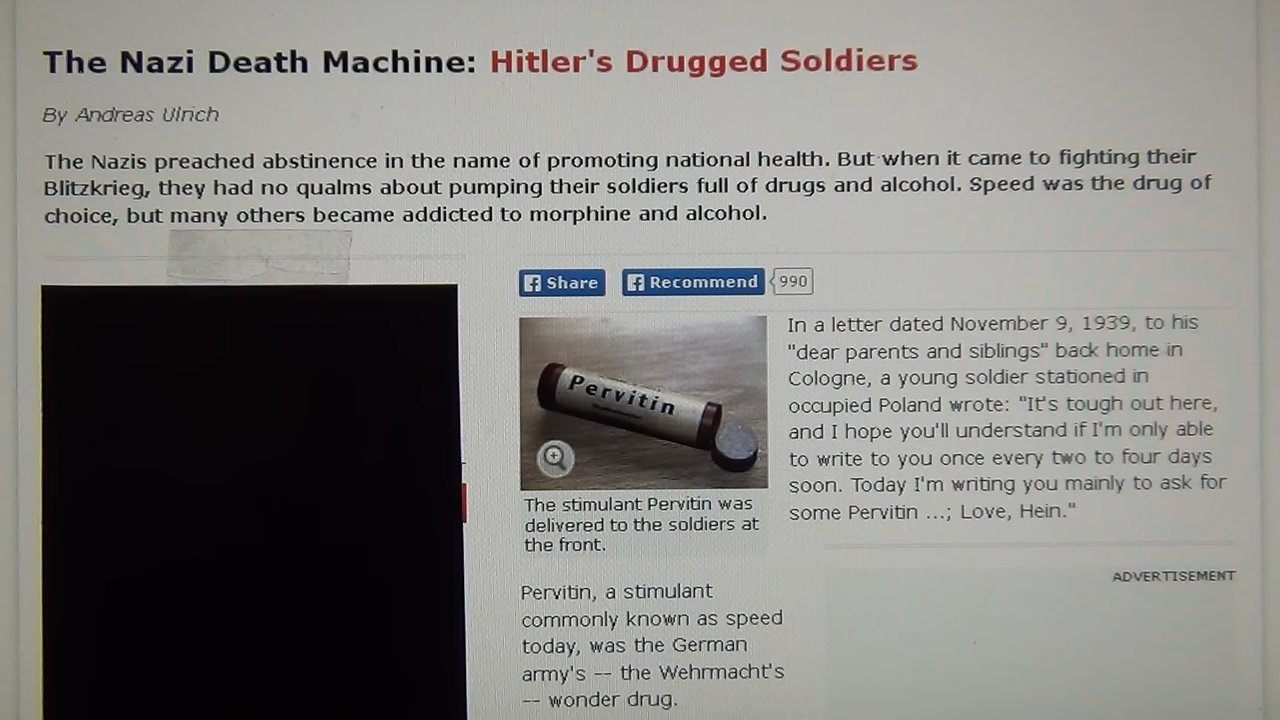 The Nazi Death Machine: Hitler's Drugged Soldiers
By Andreas Ulrich
The Nazis preached abstinence in the name of promoting national health. But when it came to fighting their
Blitzkrieg, they had no qualms about pumping their soldiers full of drugs and alcohol. Speed was the drug of
choice, but many others became addicted to morphine and alcohol.
Share
Recommend
990
Pervitin
The stimulant Pervitin was
delivered to the soldiers at
the front.
In a letter dated November 9, 1939, to his
"dear parents and siblings" back home in
Cologne, a young soldier stationed in
occupied Poland wrote: "It's tough out here,
and I hope you'll understand if I'm only able
to write to you once every two to four days
soon. Today I'm writing you mainly to ask for
some Pervitin ...; Love, Hein."
ADVERTISEMENT
Pervitin, a stimulant
commonly known as speed
today, was the German
army's -- the Wehrmacht's
-- wonder drug.